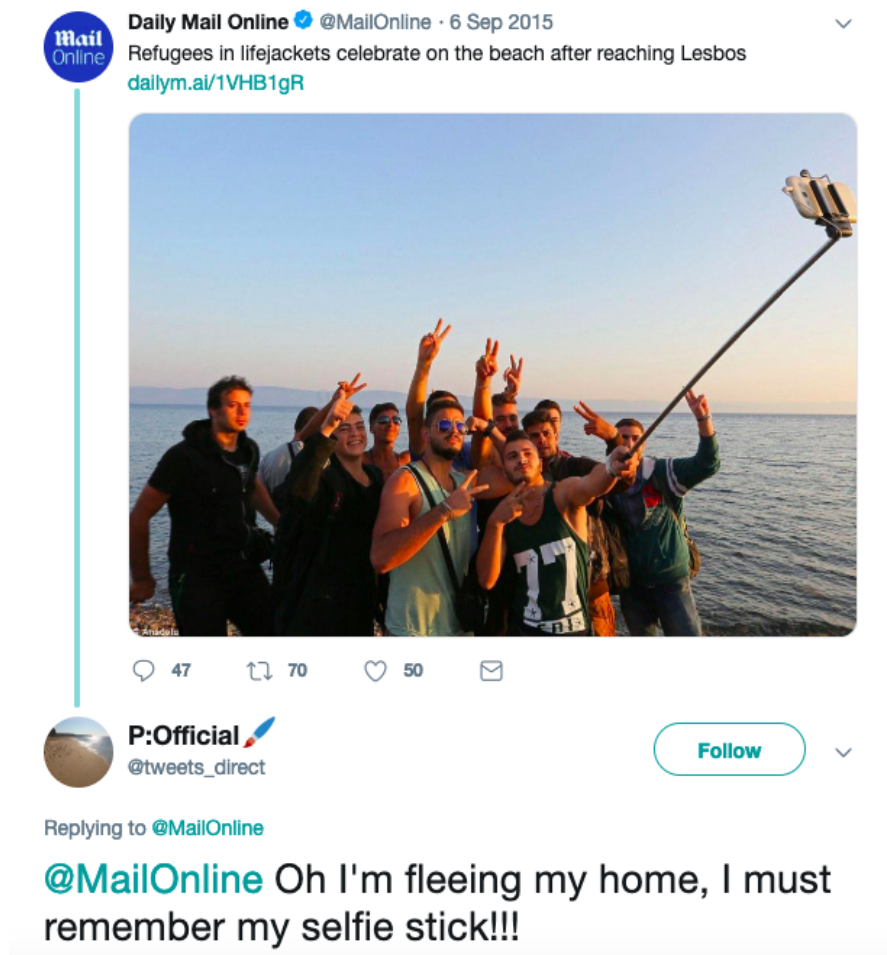 Mail
Online
Daily Mail Online @MailOnline · 6 Sep 2015
Refugees in lifejackets celebrate on the beach after reaching Lesbos
dailym.ai/1VHB1gR
77
© Anadolu
47 70 50
P:Official
@tweets_direct
Follow
Replying to @MailOnline
@MailOnline Oh I'm fleeing my home, I must
remember my selfie stick!!!